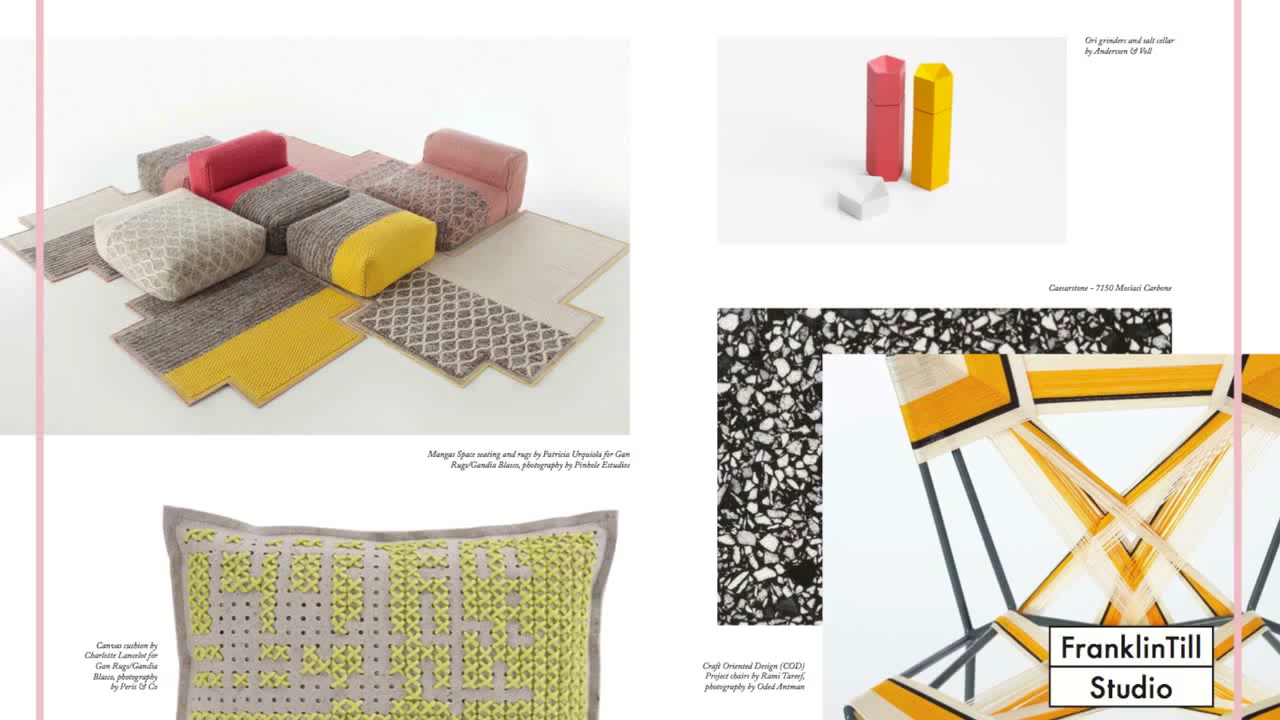 Ori grinders and salt cellar
by Anderssen & Voll
Caesarstone - 7150 Mosiaci Carbone
Mangas Space seating and rugs by Patricia Urquiola for Gan
Rugs/Gandia Blasco, photography by Pinhole Estudios
Canvas cushion by
Charlotte Lancelot for
Gan Rugs/Gandia
Blasco, photography
by Peris & Co
Craft Oriented Design (COD)
Project chairs by Rami Tareef,
photography by Oded Antman
FranklinTill
Studio